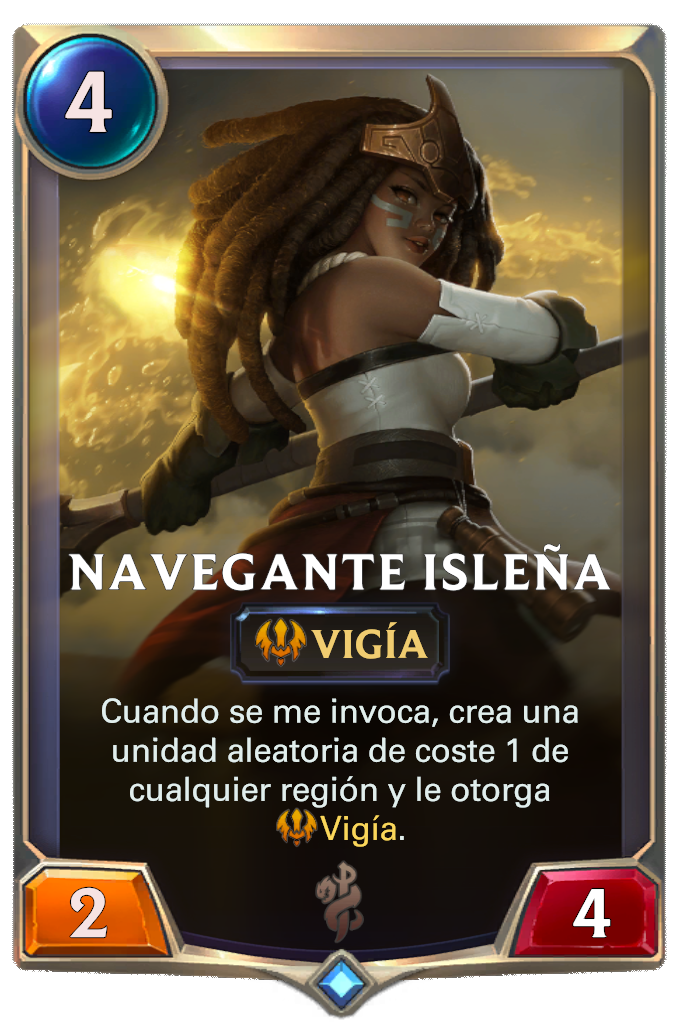 4
NAVEGANTE ISLEÑA
VIGÍA
Cuando se me invoca, crea una
unidad aleatoria de coste 1 de
cualquier región y le otorga
Vigía.
2
4